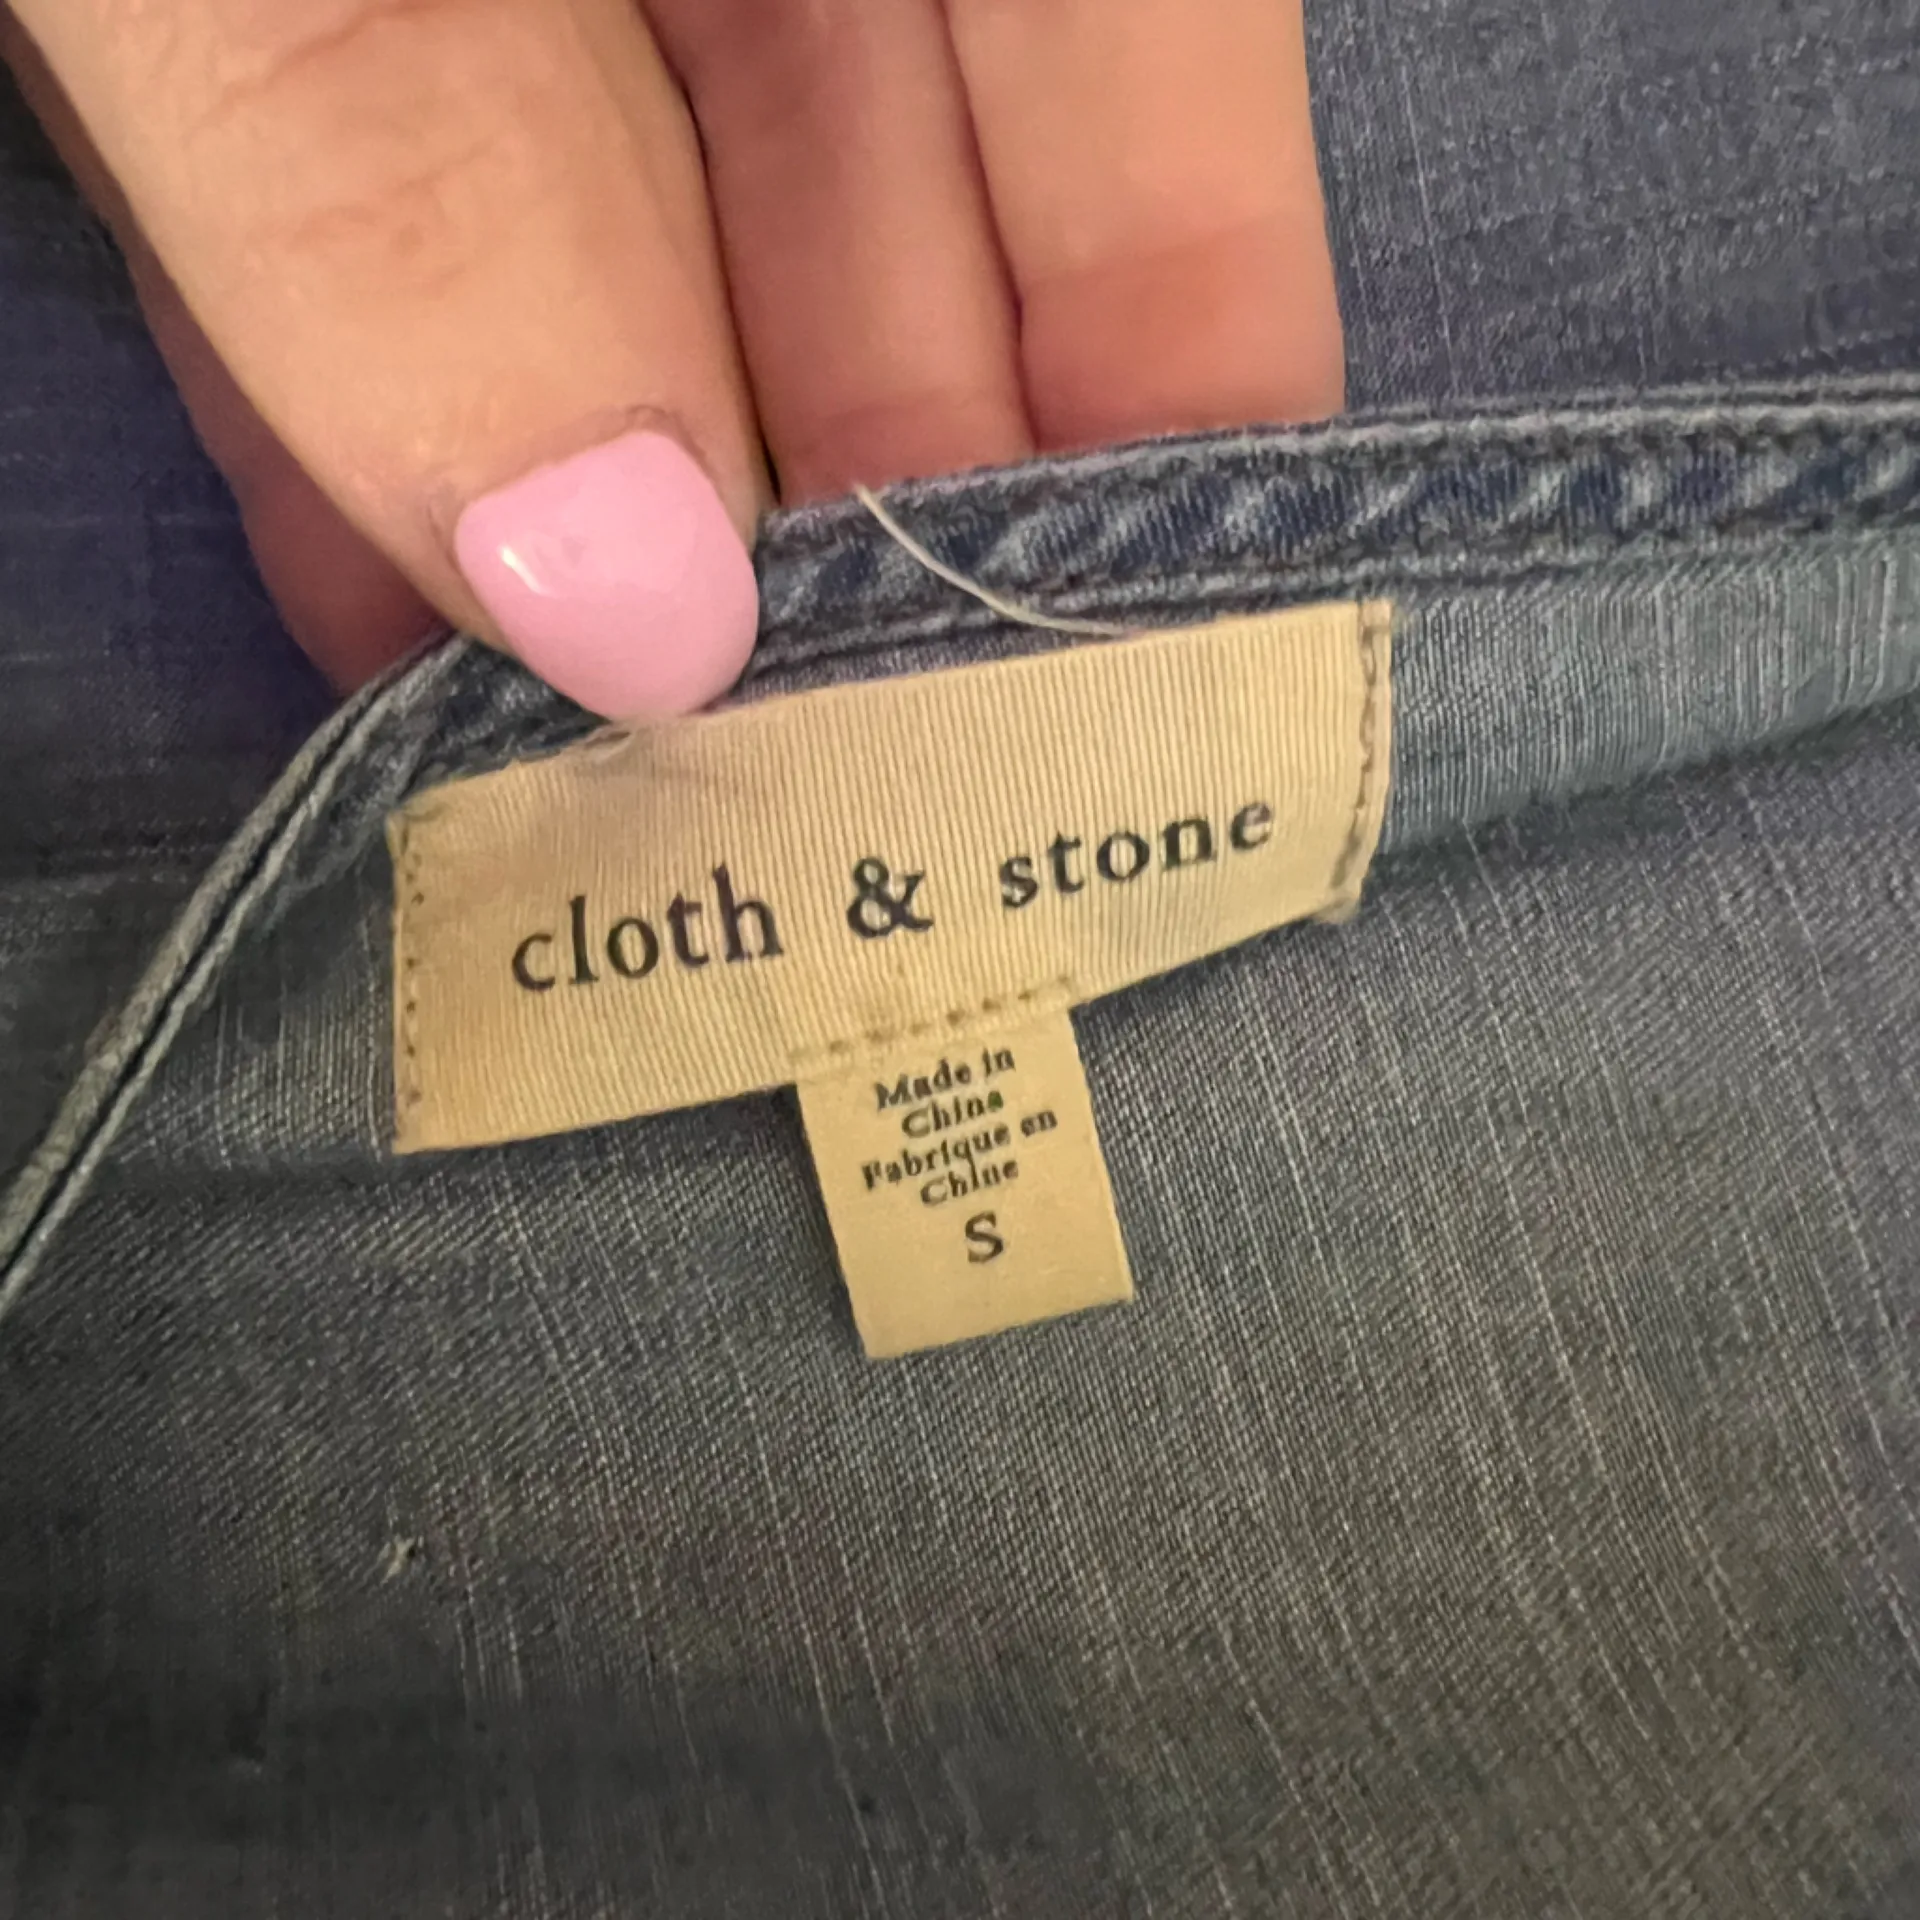 cloth & stone
Made in
China
Fabrique en
Chine
S